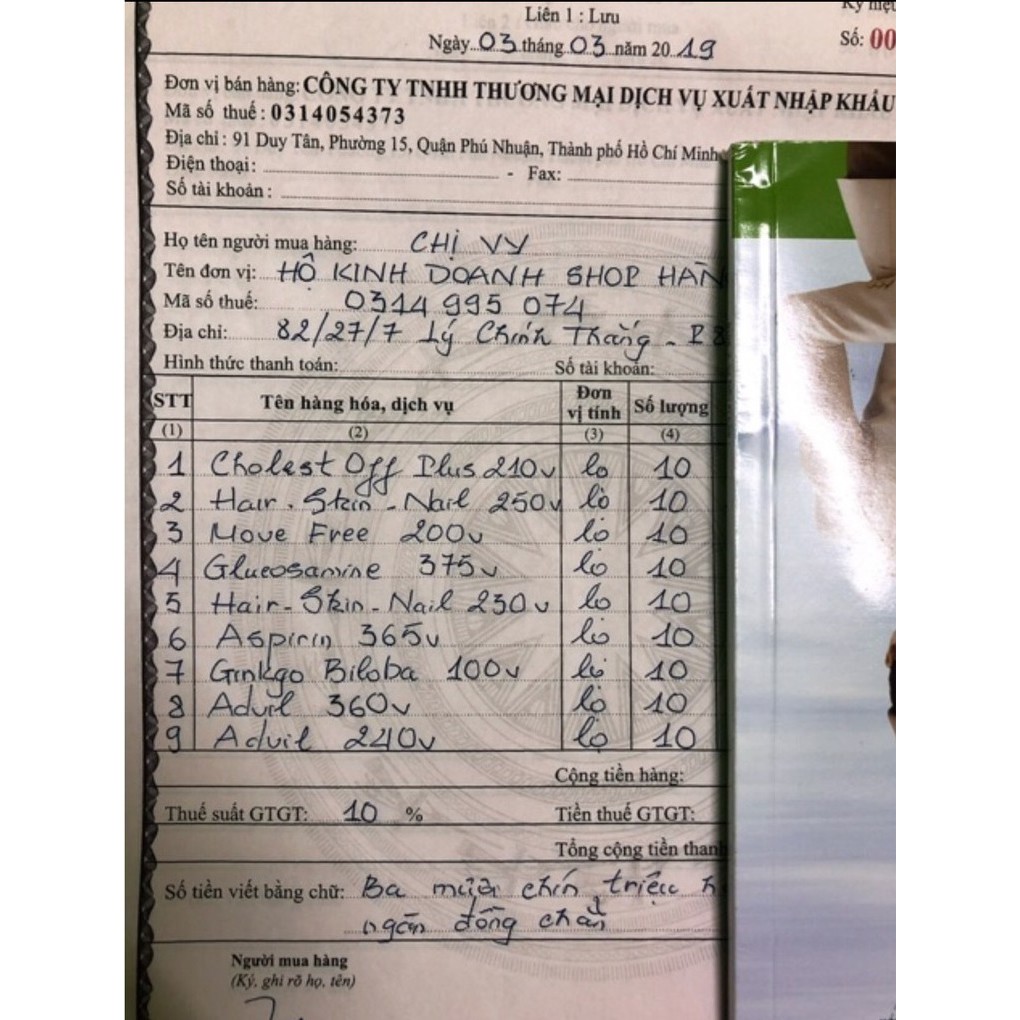 Liên 1 : Lưu
Ngày 03 tháng 03 năm 20 19
Số: 00
Đơn vị bán hàng: CÔNG TY TNHH THƯƠNG MẠI DỊCH VỤ XUẤT NHẬP KHẨU
Mã số thuế : 0314054373
Địa chỉ : 91 Duy Tân, Phường 15, Quận Phú Nhuận, Thành phố Hồ Chí Minh
Điện thoại: - Fax:
Số tài khoản :
Họ tên người mua hàng: CHỊ VY
Tên đơn vị: HỘ KINH DOANH SHOP HÀN
Mã số thuế: 0314 995 074
Địa chỉ: 82/27/7 Lý Chính Thắng - P 8
Hình thức thanh toán: Số tài khoản:
STT Tên hàng hóa, dịch vụ Đơn vị tính Số lượng
(1) (2) (3) (4)
1 Cholest Off Plus 210v lọ 10
2 Hair - Skin - Nail 250v lọ 10
3 Move Free 200v lọ 10
4 Glucosamine 375v lọ 10
5 Hair - Skin - Nail 230v lọ 10
6 Aspirin 365v lọ 10
7 Ginkgo Biloba 100v lọ 10
8 Advil 360v lọ 10
9 Advil 240v lọ 10
Cộng tiền hàng:
Thuế suất GTGT: 10 % Tiền thuế GTGT:
Tổng cộng tiền thanh
Số tiền viết bằng chữ: Ba mươi chín triệu
ngàn đồng chẵn
Người mua hàng
(Ký, ghi rõ họ, tên)